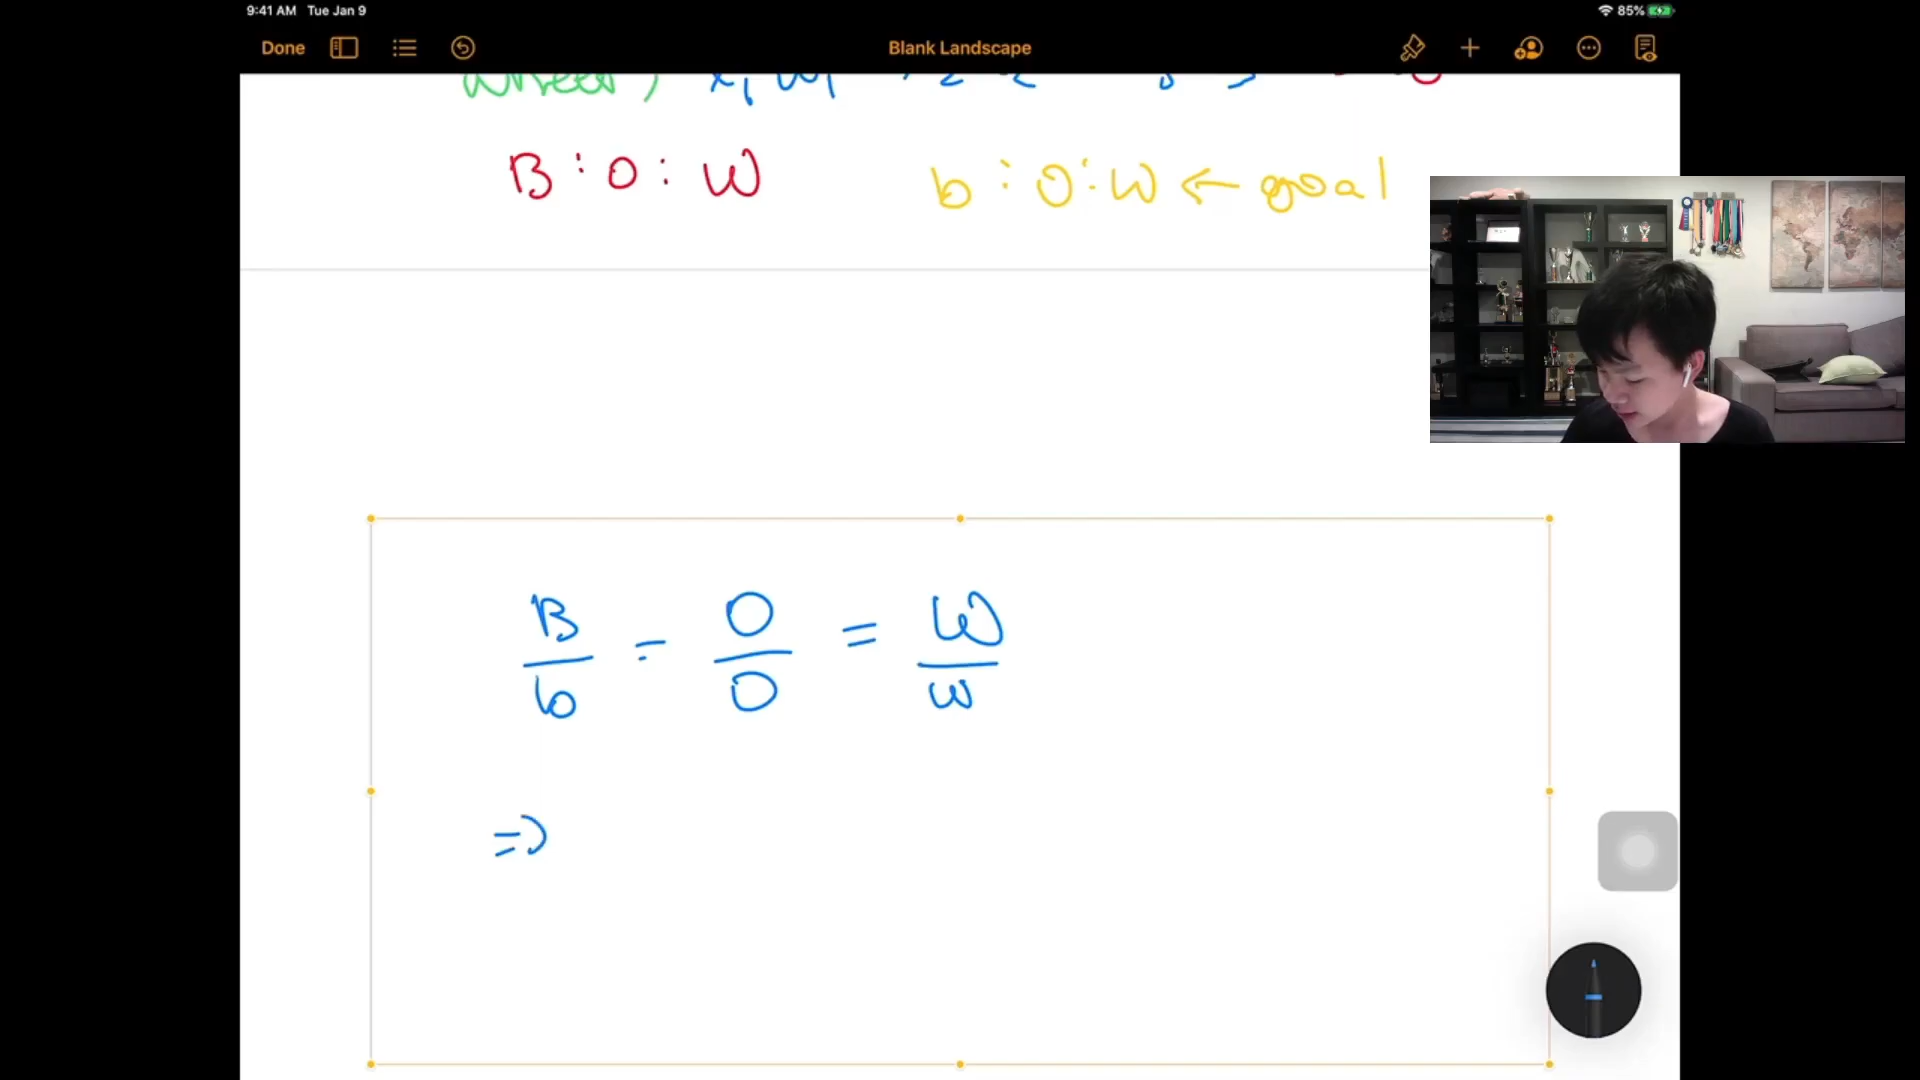 9:41 AM Tue Jan 9
85%
Done
Blank Landscape
B : O : W
b : O : W ← goal
B/b = O/O = W/w
⇒